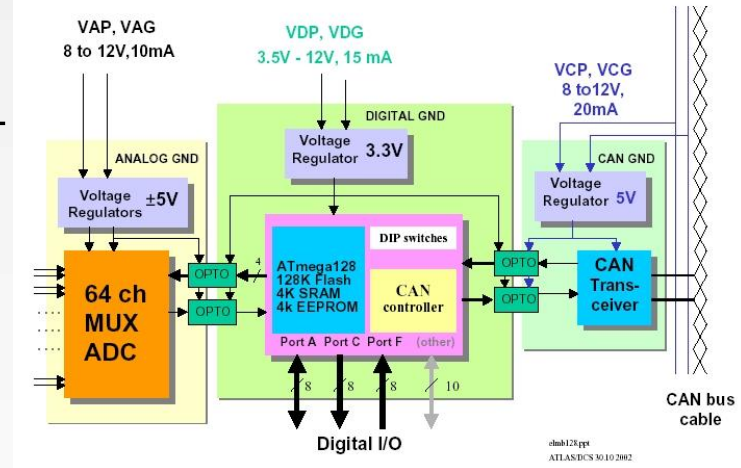 VAP, VAG
8 to 12V,10mA
VDP, VDG
3.5V - 12V, 15 mA
VCP, VCG
8 to12V,
20mA
DIGITAL GND
ANALOG GND
CAN GND
Voltage
Regulator 3.3V
Voltage
Regulators ±5V
Voltage
Regulator 5V
64 ch
MUX
ADC
OPTO
OPTO
4
ATmega128
128K Flash
4K SRAM
4k EEPROM
DIP switches
CAN
controller
OPTO
OPTO
CAN
Trans-
ceiver
Port A Port C Port F (other)
8 8 8 10
Digital I/O
CAN bus
cable
elmb128.ppt
ATLAS/DCS 30.10 2002